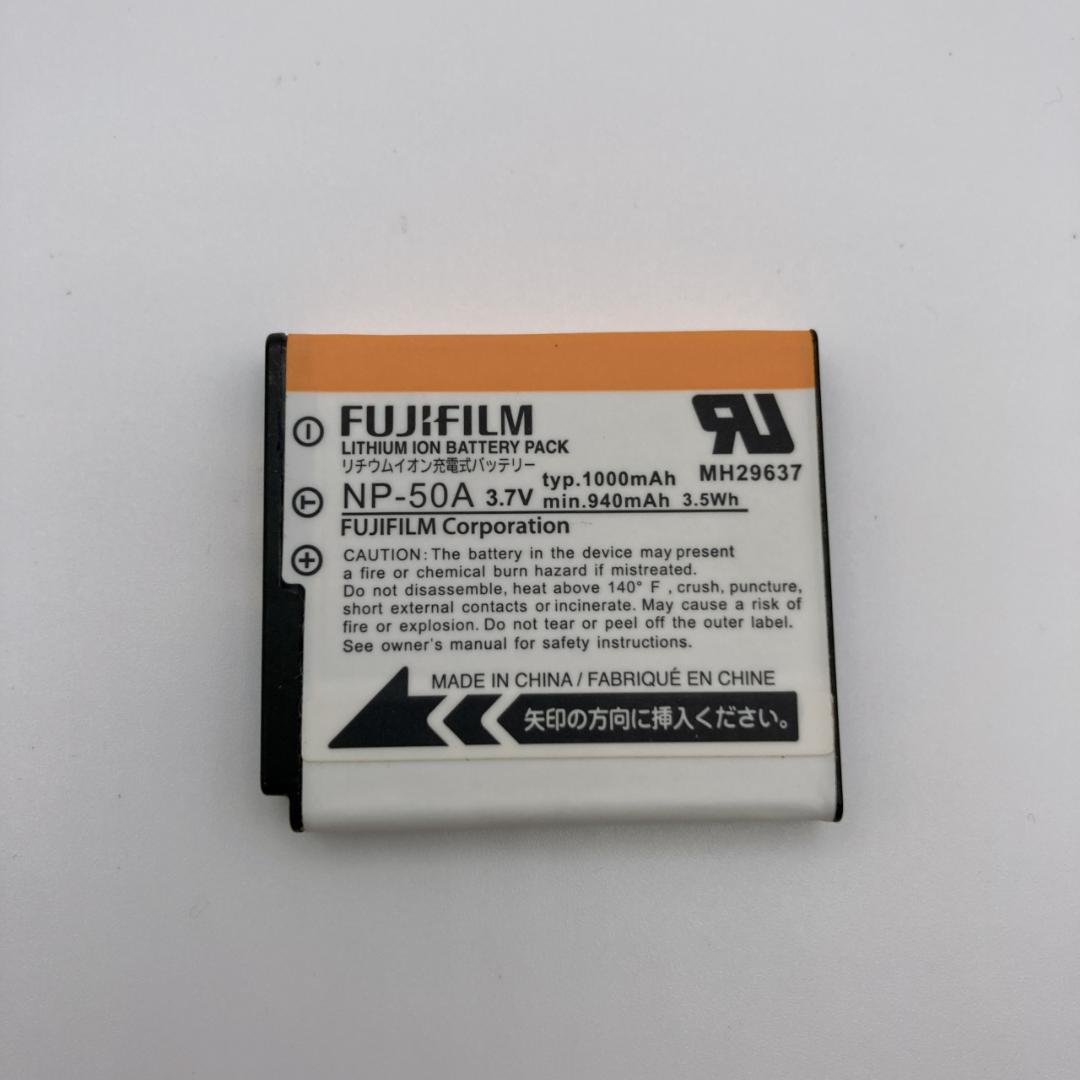 FUJIFILM
LITHIUM ION BATTERY PACK
リチウムイオン充電式バッテリー
NP-50A 3.7V typ.1000mAh min.940mAh 3.5Wh
FUJIFILM Corporation
RU
MH29637
CAUTION: The battery in the device may present
a fire or chemical burn hazard if mistreated.
Do not disassemble, heat above 140° F , crush, puncture,
short external contacts or incinerate. May cause a risk of
fire or explosion. Do not tear or peel off the outer label.
See owner's manual for safety instructions.
MADE IN CHINA / FABRIQUÉ EN CHINE
矢印の方向に挿入ください。
− T +